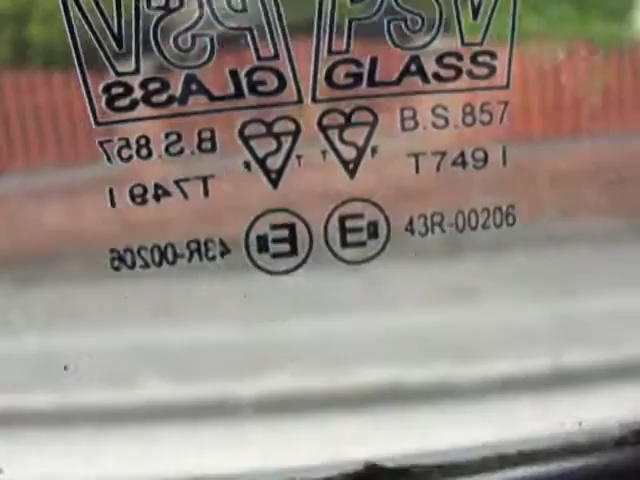 PSV
GLASS
B.S.857
T749 I
E 43R-00206